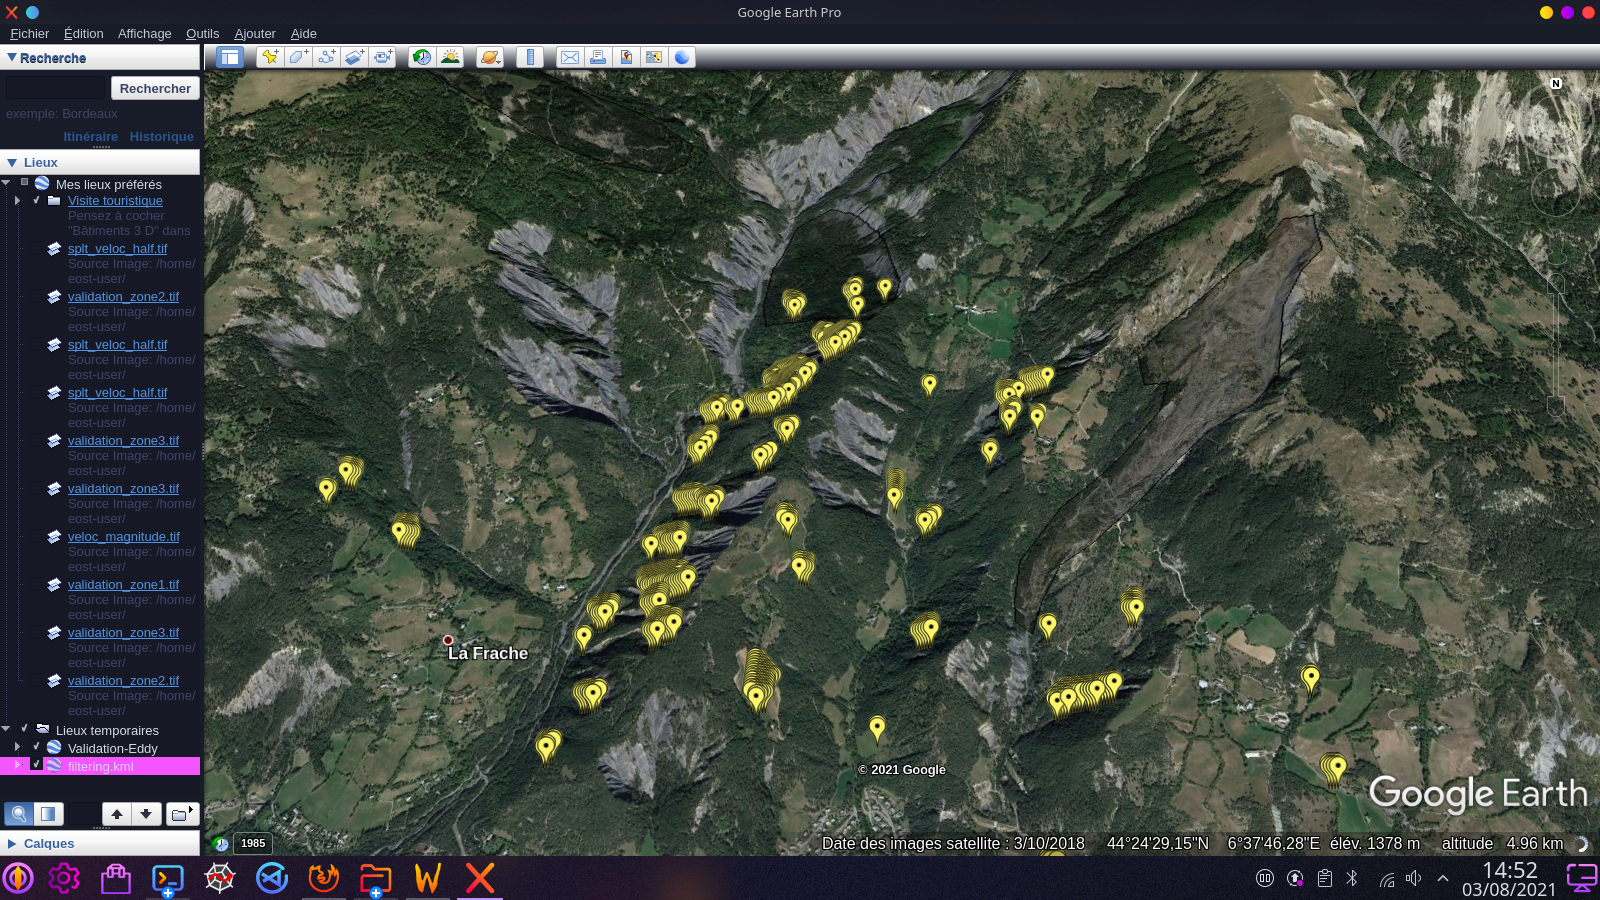 Google Earth Pro
Fichier Édition Affichage Outils Ajouter Aide
Recherche
Rechercher
exemple: Bordeaux
Itinéraire Historique
Lieux
Mes lieux préférés
Visite touristique
Pensez à cocher
"Bâtiments 3 D" dans
splt_veloc_half.tif
Source Image: /home/
eost-user/
validation_zone2.tif
Source Image: /home/
eost-user/
splt_veloc_half.tif
Source Image: /home/
eost-user/
splt_veloc_half.tif
Source Image: /home/
eost-user/
validation_zone3.tif
Source Image: /home/
eost-user/
validation_zone3.tif
Source Image: /home/
eost-user/
veloc_magnitude.tif
Source Image: /home/
eost-user/
validation_zone1.tif
Source Image: /home/
eost-user/
validation_zone3.tif
Source Image: /home/
eost-user/
validation_zone2.tif
Source Image: /home/
eost-user/
Lieux temporaires
Validation-Eddy
filtering.kml
Calques
N
La Frache
© 2021 Google
Google Earth
1985
Date des images satellite : 3/10/2018 44°24'29,15"N 6°37'46,28"E élév. 1378 m altitude 4.96 km
14:52
03/08/2021